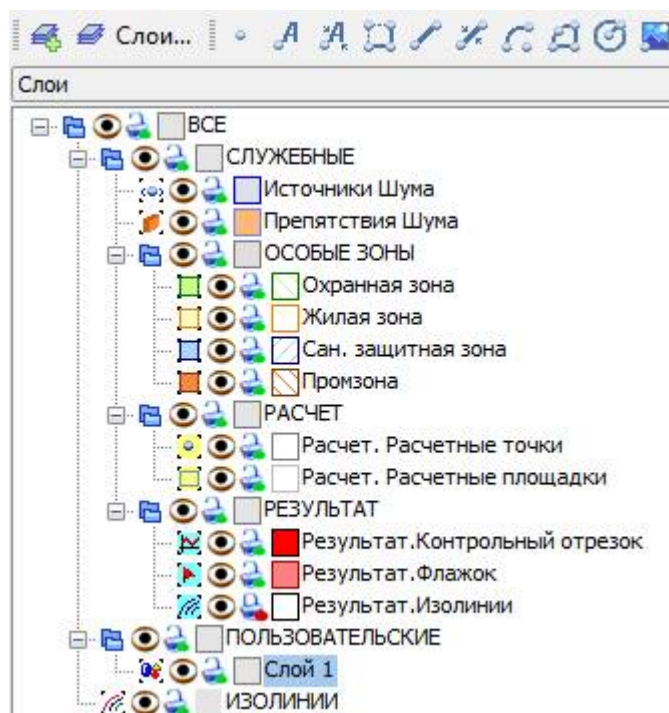 Слои...
Слои
ВСЕ
СЛУЖЕБНЫЕ
Источники Шума
Препятствия Шума
ОСОБЫЕ ЗОНЫ
Охранная зона
Жилая зона
Сан. защитная зона
Промзона
РАСЧЕТ
Расчет. Расчетные точки
Расчет. Расчетные площадки
РЕЗУЛЬТАТ
Результат.Контрольный отрезок
Результат.Флажок
Результат.Изолинии
ПОЛЬЗОВАТЕЛЬСКИЕ
Слой 1
ИЗОЛИНИИ